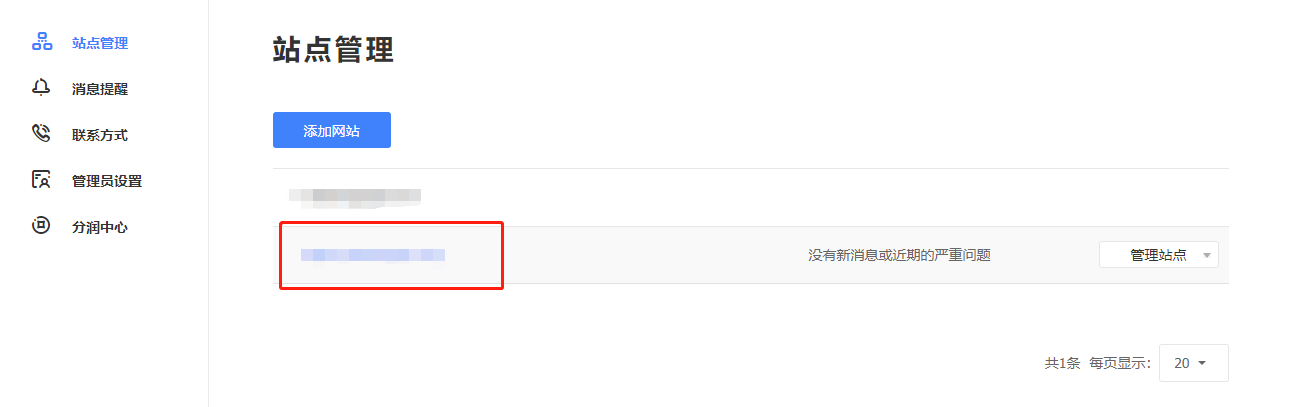 站点管理
消息提醒
联系方式
管理员设置
分润中心
站点管理
添加网站
没有新消息或近期的严重问题
管理站点
共1条 每页显示：
20